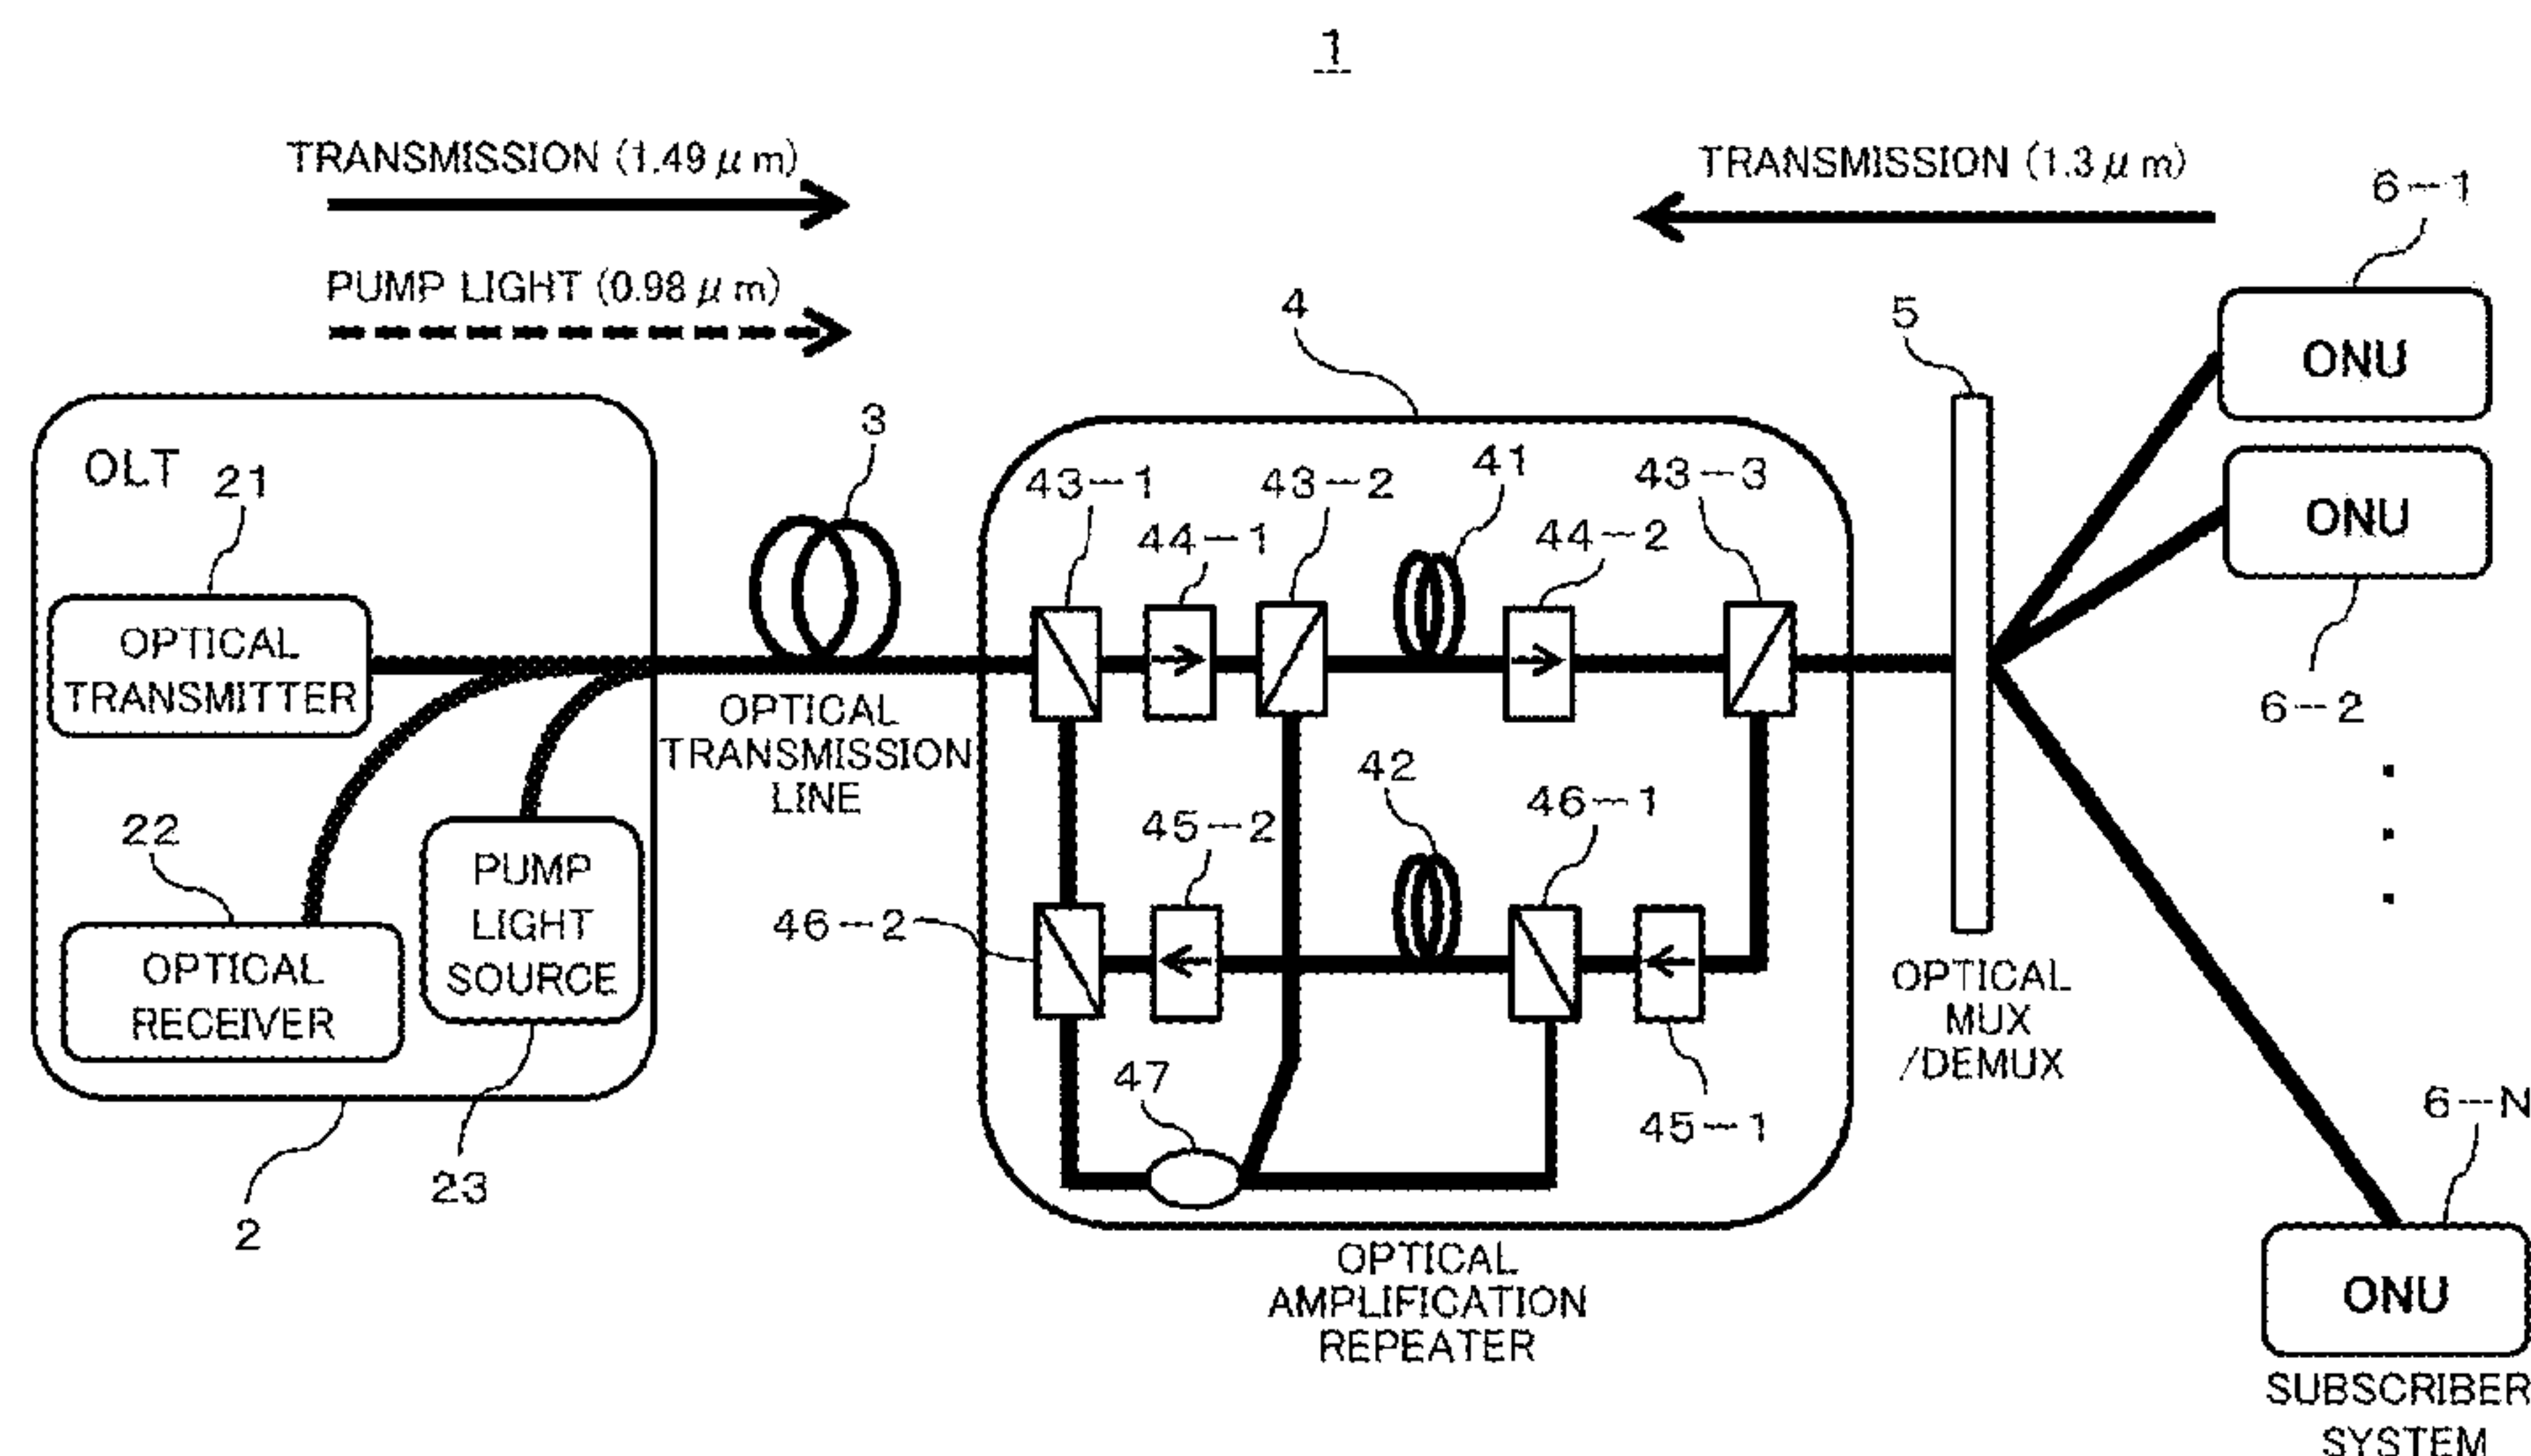 1
TRANSMISSION (1.49 μm)
TRANSMISSION (1.3 μm)
6-1
PUMP LIGHT (0.98 μm)
4
5
ONU
3
OLT
21
43-1
43-2
41
43-3
44-1
44-2
ONU
OPTICAL
TRANSMITTER
OPTICAL
TRANSMISSION
LINE
6-2
22
45-2
42
46-1
PUMP
LIGHT
SOURCE
46-2
OPTICAL
RECEIVER
OPTICAL
MUX
/DEMUX
47
45-1
6-N
23
2
OPTICAL
AMPLIFICATION
REPEATER
ONU
SUBSCRIBER
SYSTEM